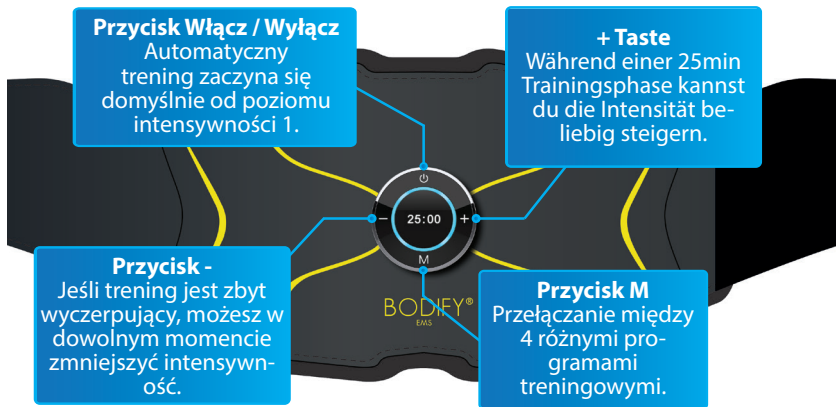 Przycisk Włącz / Wyłącz
Automatyczny
trening zaczyna się
domyślnie od poziomu
intensywności 1.
+ Taste
Während einer 25min
Trainingsphase kannst
du die Intensität be-
liebig steigern.
25:00
M
Przycisk -
Jeśli trening jest zbyt
wyczerpujący, możesz w
dowolnym momencie
zmniejszyć intensywn-
ość.
BODIFY®
EMS
Przycisk M
Przełączanie między
4 różnymi pro-
gramami
treningowymi.